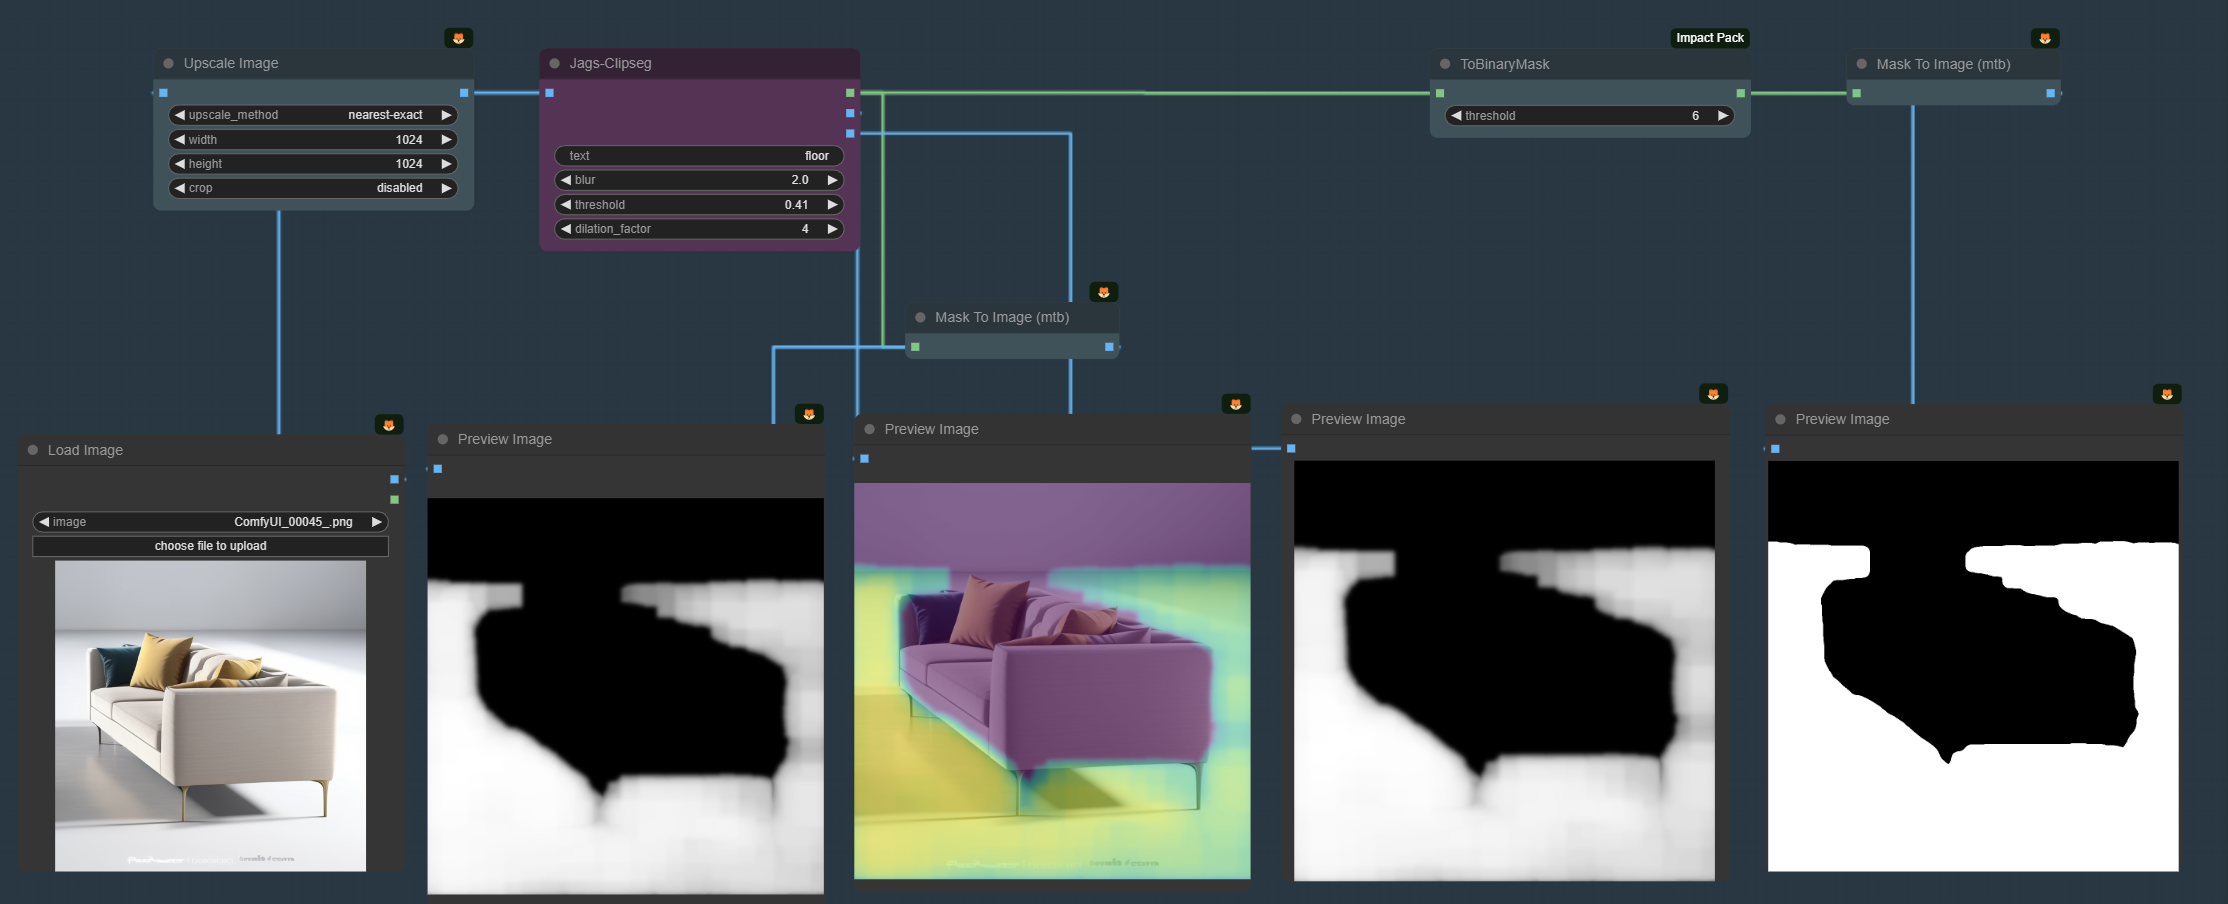 Upscale Image
upscale_method nearest-exact
width 1024
height 1024
crop disabled
Jags-Clipseg
text floor
blur 2.0
threshold 0.41
dilation_factor 4
Impact Pack
ToBinaryMask
threshold 6
Mask To Image (mtb)
Mask To Image (mtb)
Load Image
image ComfyUI_00045_.png
choose file to upload
Preview Image
Preview Image
Preview Image
Preview Image